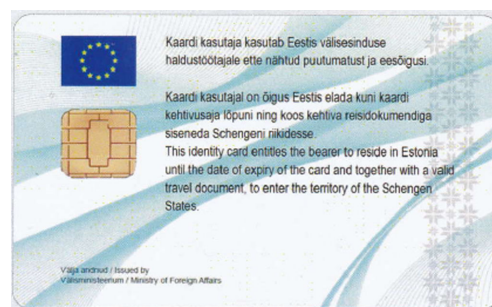 Kaardi kasutaja kasutab Eestis välisesinduse
haldustöötajale ette nähtud puutumatust ja eesõigusi.
Kaardi kasutajal on õigus Eestis elada kuni kaardi
kehtivusaja lõpuni ning koos kehtiva reisidokumendiga
siseneda Schengeni riikidesse.
This identity card entitles the bearer to reside in Estonia
until the date of expiry of the card and together with a valid
travel document, to enter the territory of the Schengen
States.
Välja andnud / Issued by
Välisministeerium / Ministry of Foreign Affairs